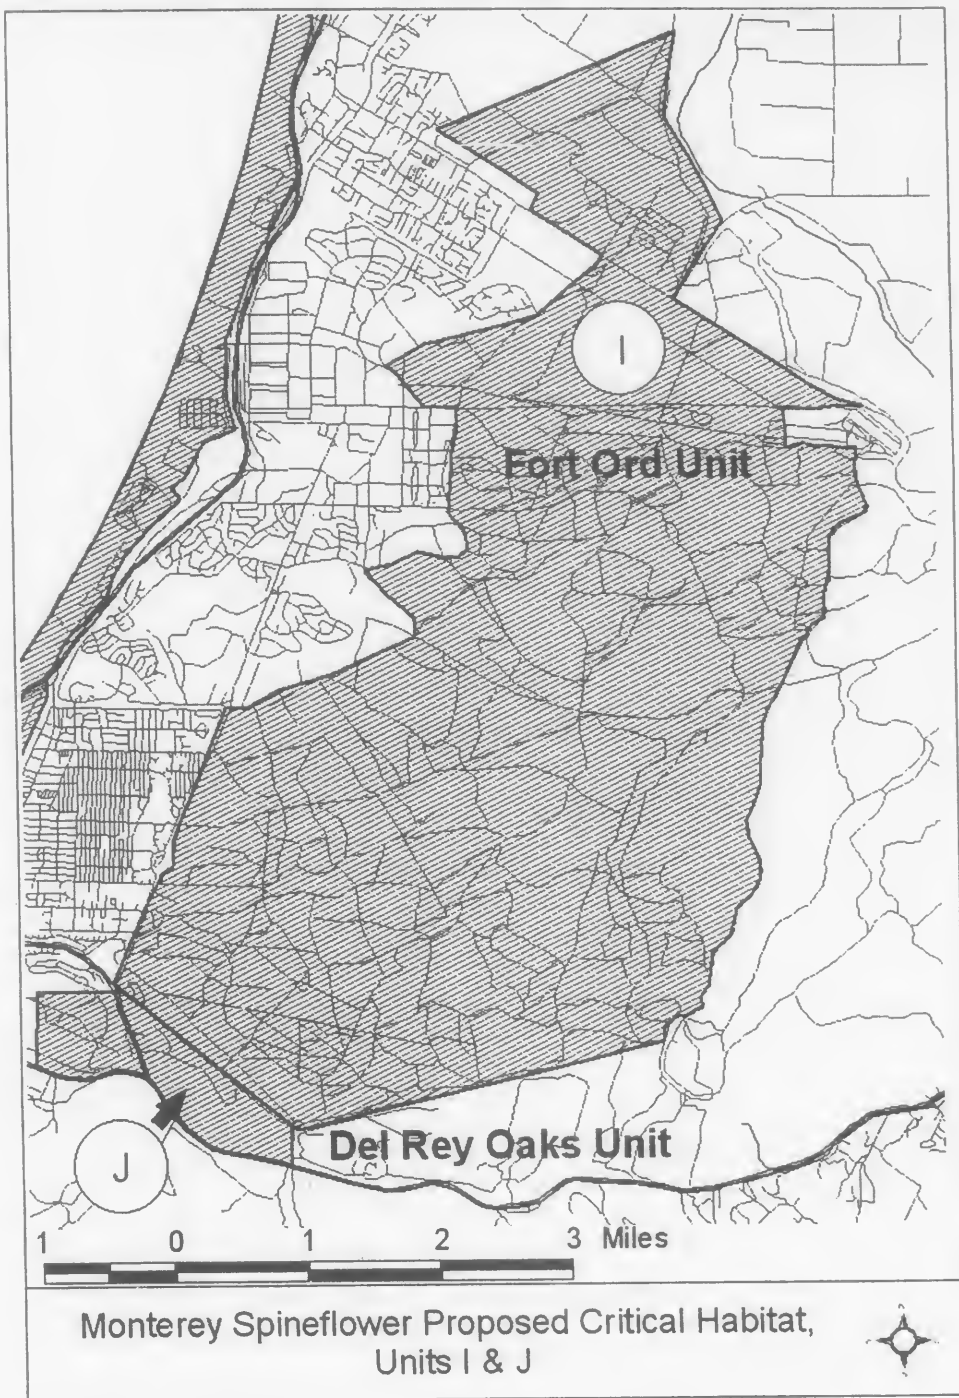 I
Fort Ord Unit
Del Rey Oaks Unit
J
1 0 1 2 3 Miles
Monterey Spineflower Proposed Critical Habitat,
Units I & J